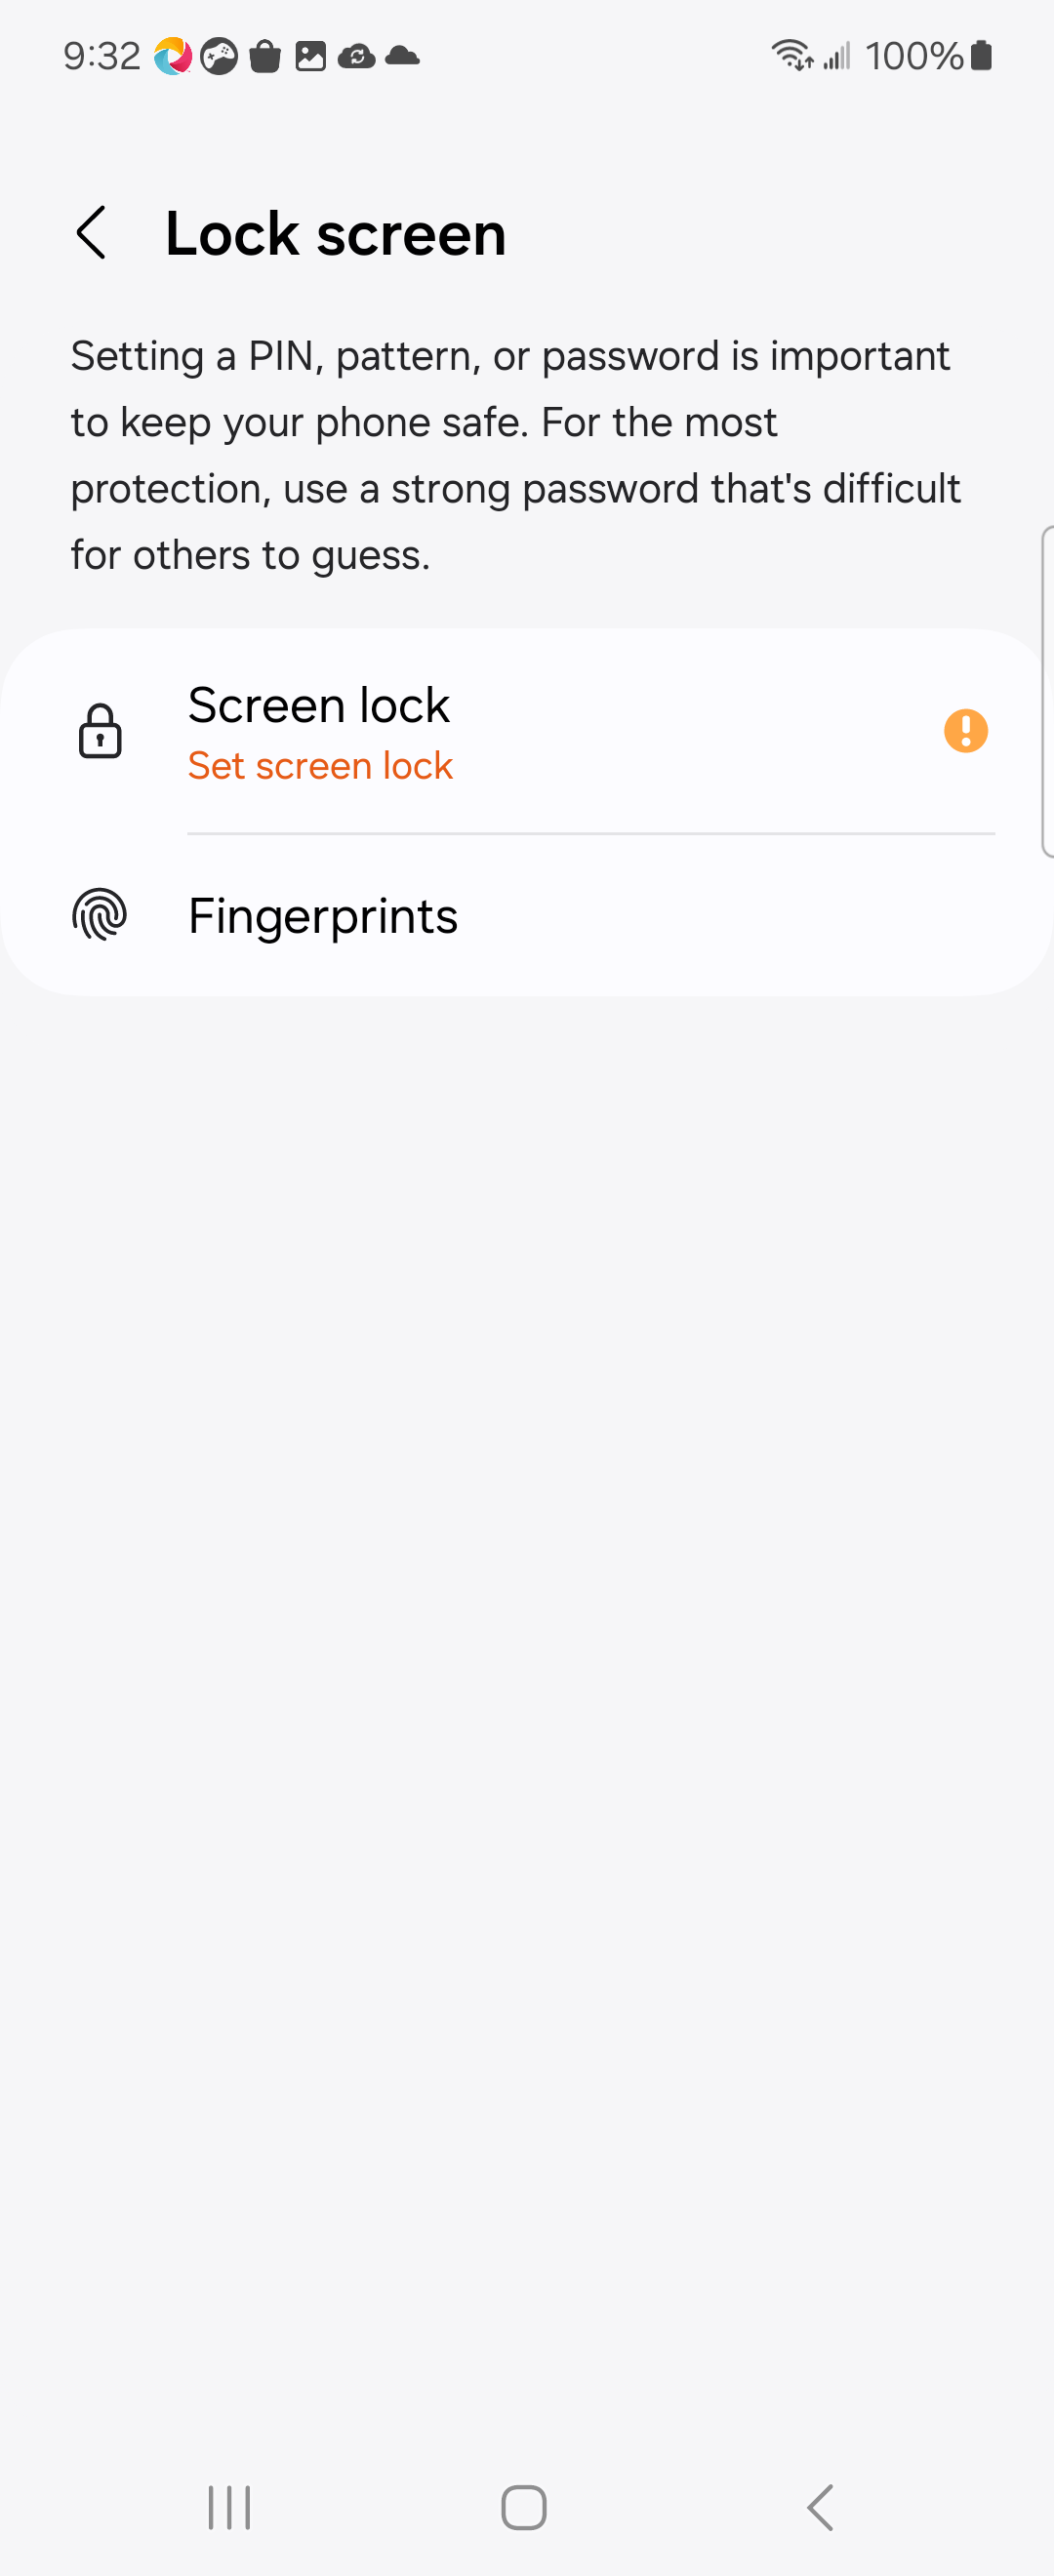 9:32
100%
Lock screen
Setting a PIN, pattern, or password is important
to keep your phone safe. For the most
protection, use a strong password that's difficult
for others to guess.
Screen lock
Set screen lock
Fingerprints